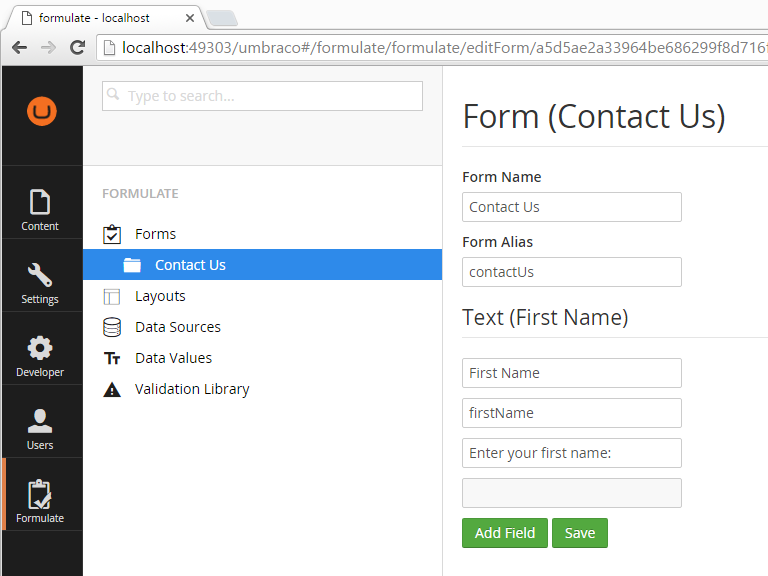 formulate - localhost
localhost:49303/umbraco#/formulate/formulate/editForm/a5d5ae2a33964be686299f8d716
Type to search...
Content
Settings
Developer
Users
Formulate
FORMULATE
Forms
Contact Us
Layouts
Data Sources
Data Values
Validation Library
Form (Contact Us)
Form Name
Contact Us
Form Alias
contactUs
Text (First Name)
First Name
firstName
Enter your first name:
Add Field Save